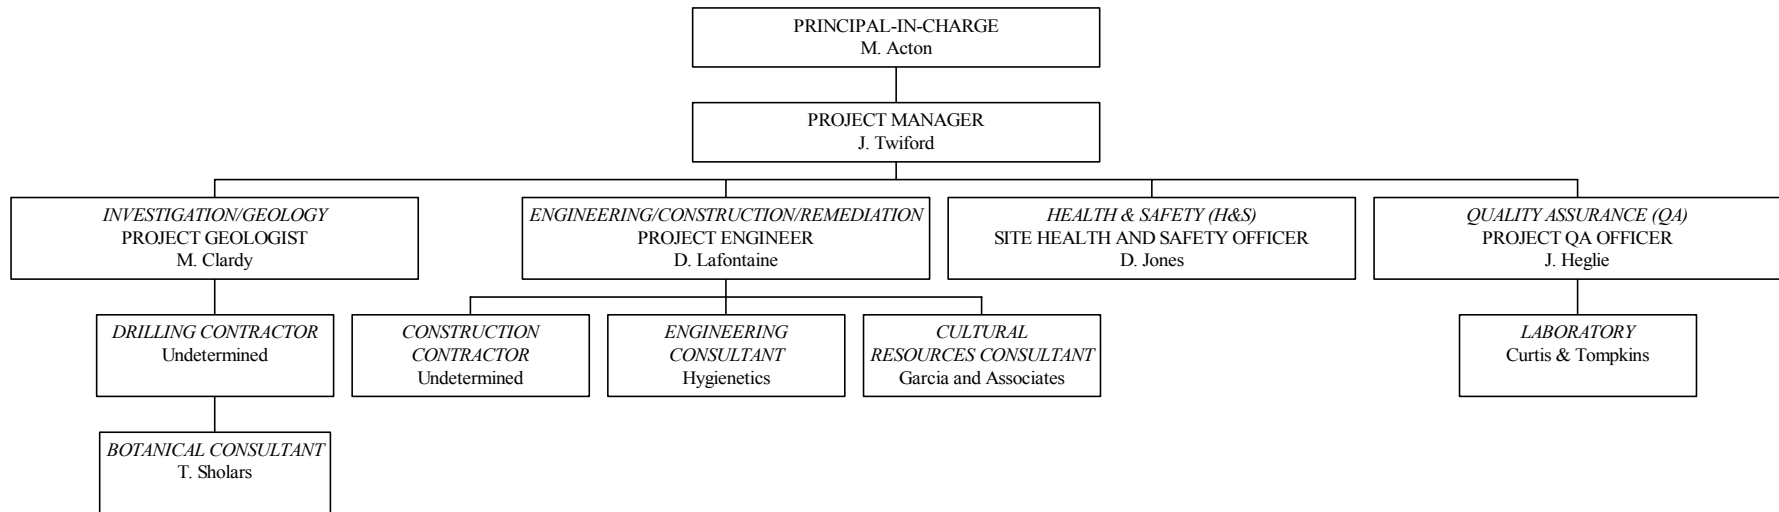 PRINCIPAL-IN-CHARGE
M. Acton
PROJECT MANAGER
J. Twiford
INVESTIGATION/GEOLOGY
PROJECT GEOLOGIST
M. Clardy
ENGINEERING/CONSTRUCTION/REMEDIATION
PROJECT ENGINEER
D. Lafontaine
HEALTH & SAFETY (H&S)
SITE HEALTH AND SAFETY OFFICER
D. Jones
QUALITY ASSURANCE (QA)
PROJECT QA OFFICER
J. Heglie
DRILLING CONTRACTOR
Undetermined
CONSTRUCTION
CONTRACTOR
Undetermined
ENGINEERING
CONSULTANT
Hygienetics
CULTURAL
RESOURCES CONSULTANT
Garcia and Associates
LABORATORY
Curtis & Tompkins
BOTANICAL CONSULTANT
T. Sholars